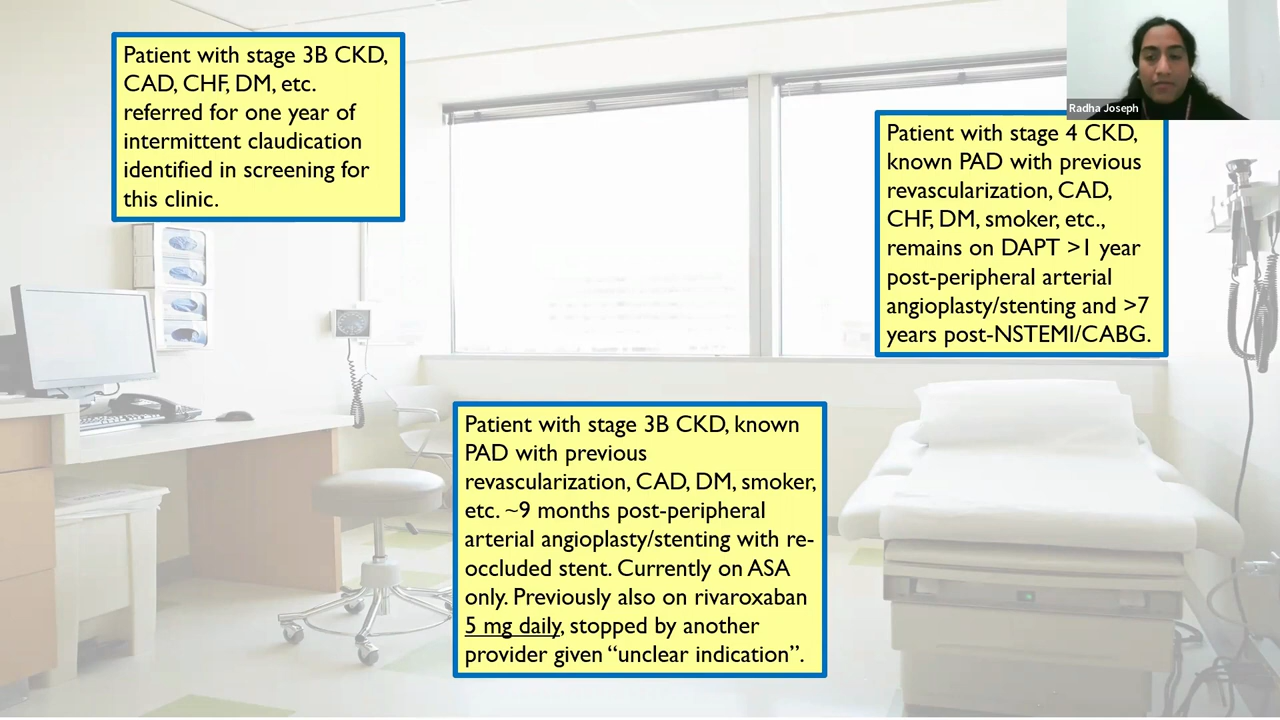 Patient with stage 3B CKD,
CAD, CHF, DM, etc.
referred for one year of
intermittent claudication
identified in screening for
this clinic.
Radha Joseph
Patient with stage 4 CKD,
known PAD with previous
revascularization, CAD,
CHF, DM, smoker, etc.,
remains on DAPT >1 year
post-peripheral arterial
angioplasty/stenting and >7
years post-NSTEMI/CABG.
Patient with stage 3B CKD, known
PAD with previous
revascularization, CAD, DM, smoker,
etc. ~9 months post-peripheral
arterial angioplasty/stenting with re-
occluded stent. Currently on ASA
only. Previously also on rivaroxaban
5 mg daily, stopped by another
provider given “unclear indication”.